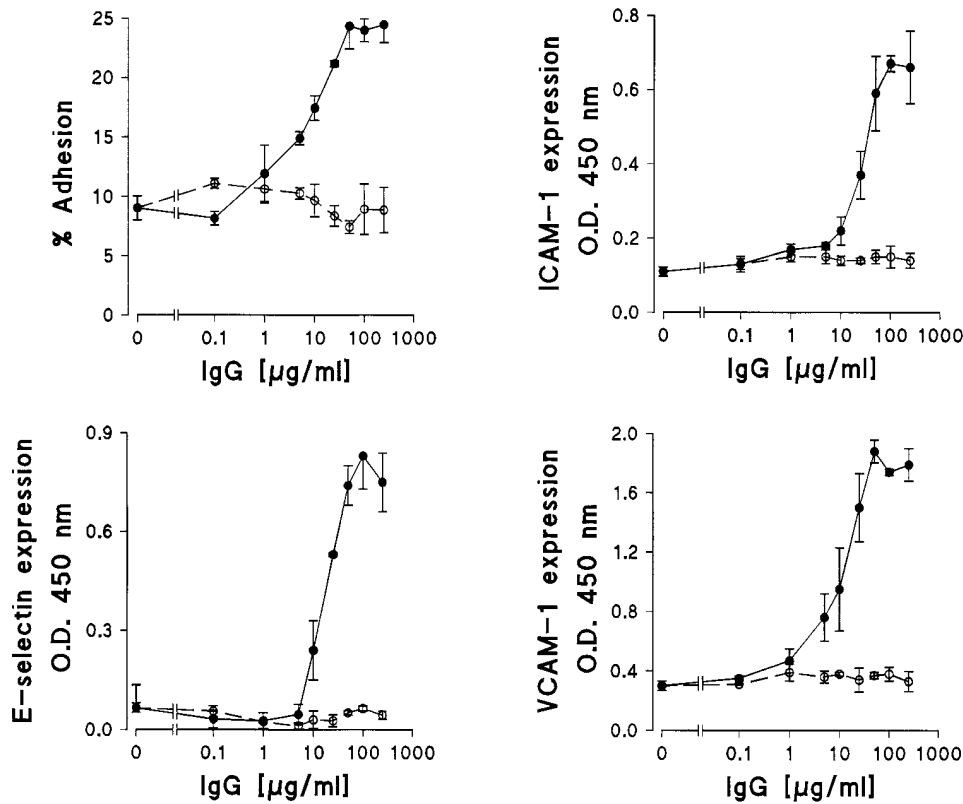 % Adhesion
25
20
15
10
5
0
0 0.1 1 10 100 1000
IgG [µg/ml]
ICAM-1 expression
O.D. 450 nm
0.8
0.6
0.4
0.2
0.0
0 0.1 1 10 100 1000
IgG [µg/ml]
E-selectin expression
O.D. 450 nm
0.9
0.6
0.3
0.0
0 0.1 1 10 100 1000
IgG [µg/ml]
VCAM-1 expression
O.D. 450 nm
2.0
1.6
1.2
0.8
0.4
0.0
0 0.1 1 10 100 1000
IgG [µg/ml]